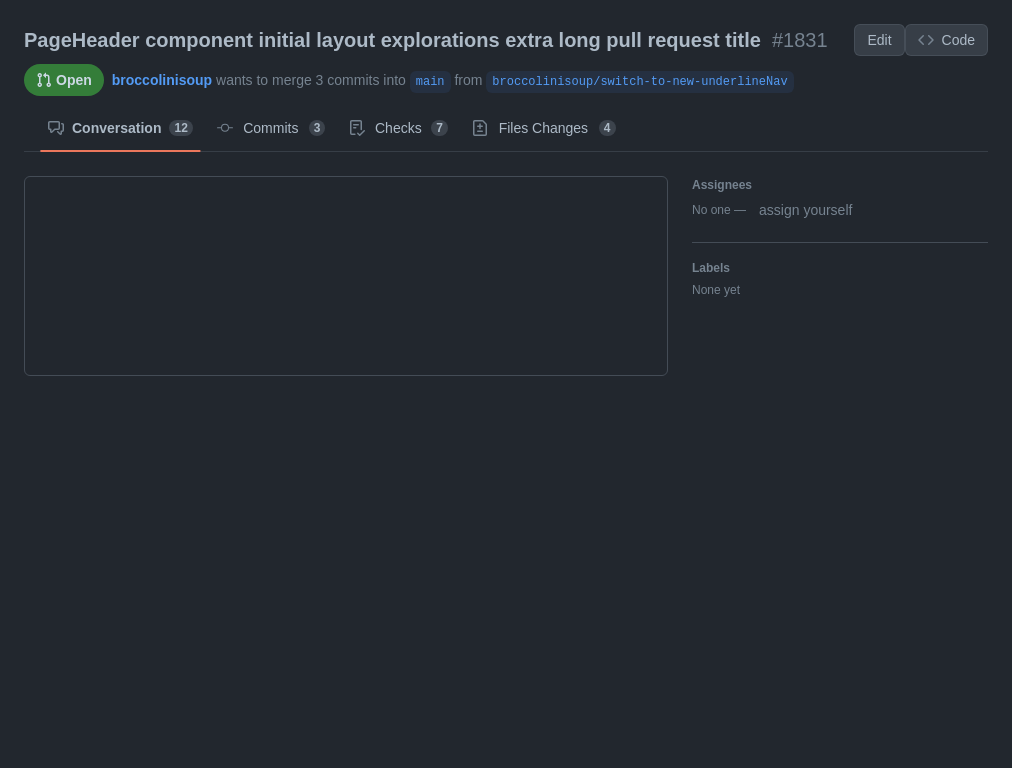 PageHeader component initial layout explorations extra long pull request title #1831 Edit Code
Open broccolinisoup wants to merge 3 commits into main from broccolinisoup/switch-to-new-underlineNav
Conversation 12 Commits 3 Checks 7 Files Changes 4
Assignees
No one — assign yourself
Labels
None yet